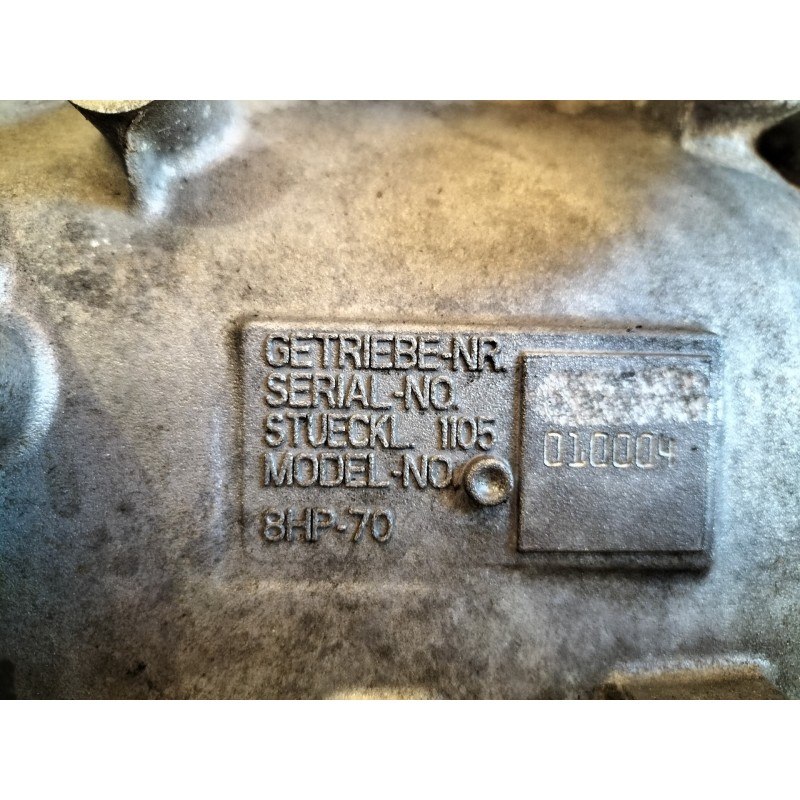 GETRIEBE-NR.
SERIAL-NO.
STUECKL. 1105
MODEL-NO.
010004
8HP-70